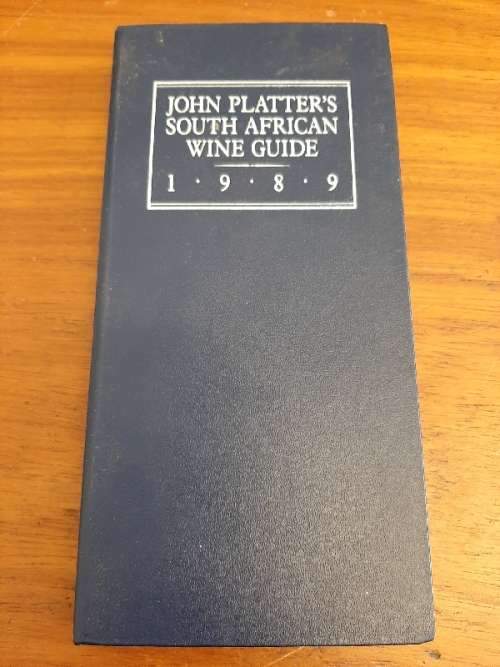 JOHN PLATTER'S
SOUTH AFRICAN
WINE GUIDE
1 · 9 · 8 · 9